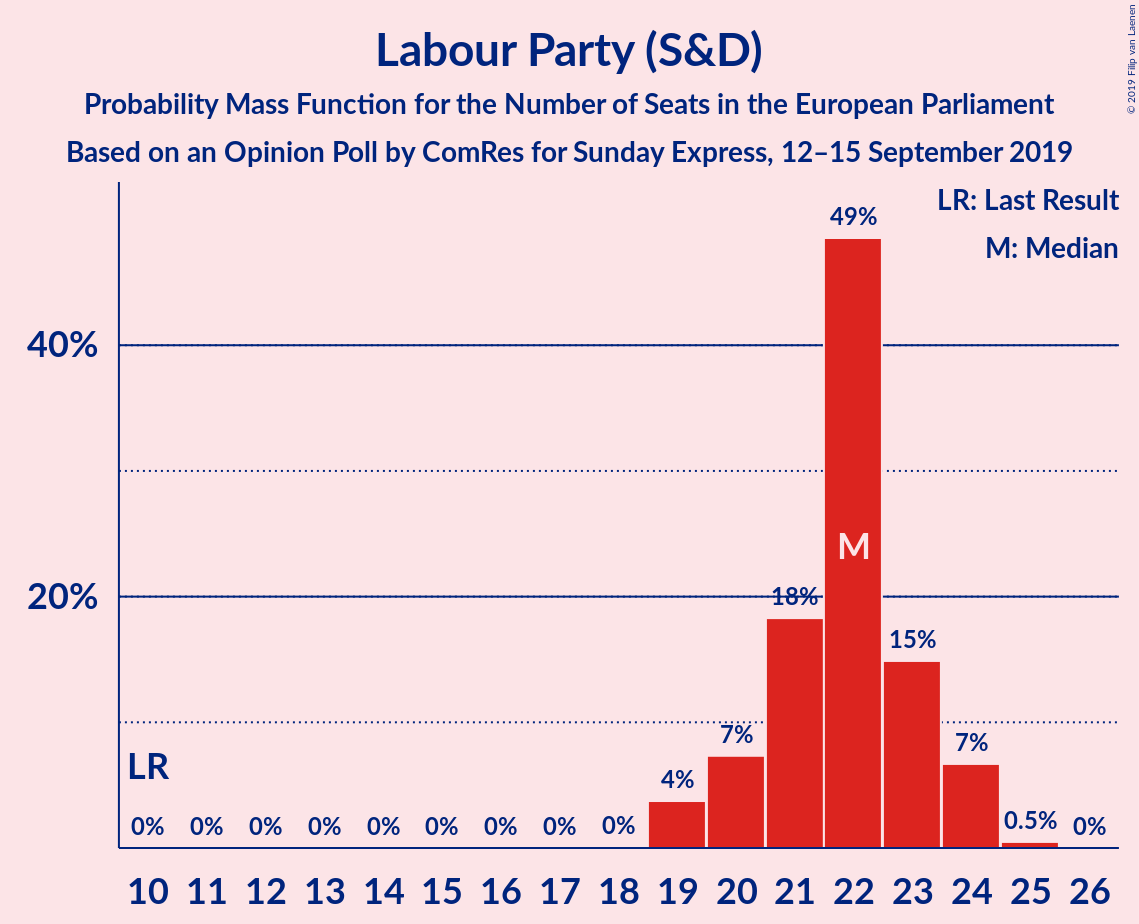 Labour Party (S&D)
Probability Mass Function for the Number of Seats in the European Parliament
Based on an Opinion Poll by ComRes for Sunday Express, 12–15 September 2019
© 2019 Filip van Laenen
LR: Last Result
M: Median
49%
40%
M
20%
18%
15%
7%
7%
LR
4%
0% 0% 0% 0% 0% 0% 0% 0% 0% 0.5% 0%
10 11 12 13 14 15 16 17 18 19 20 21 22 23 24 25 26